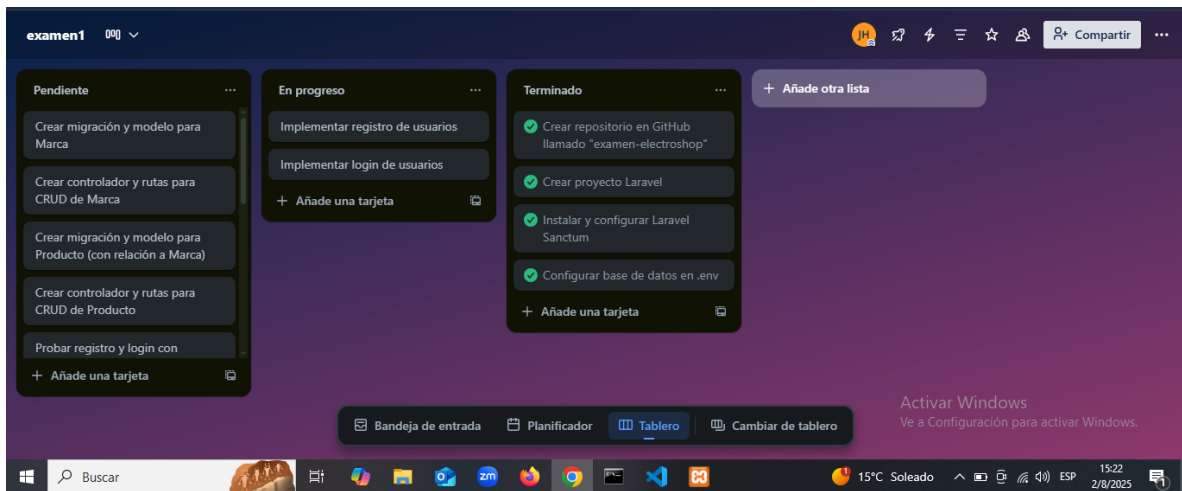 examen1
JH
Compartir
Pendiente
Crear migración y modelo para
Marca
Crear controlador y rutas para
CRUD de Marca
Crear migración y modelo para
Producto (con relación a Marca)
Crear controlador y rutas para
CRUD de Producto
Probar registro y login con
+ Añade una tarjeta
En progreso
Implementar registro de usuarios
Implementar login de usuarios
+ Añade una tarjeta
Terminado
Crear repositorio en GitHub
llamado "examen-electroshop"
Crear proyecto Laravel
Instalar y configurar Laravel
Sanctum
Configurar base de datos en .env
+ Añade una tarjeta
+ Añade otra lista
Bandeja de entrada
Planificador
Tablero
Cambiar de tablero
Activar Windows
Ve a Configuración para activar Windows.
Buscar
zm
15°C Soleado
ESP
15:22
2/8/2025